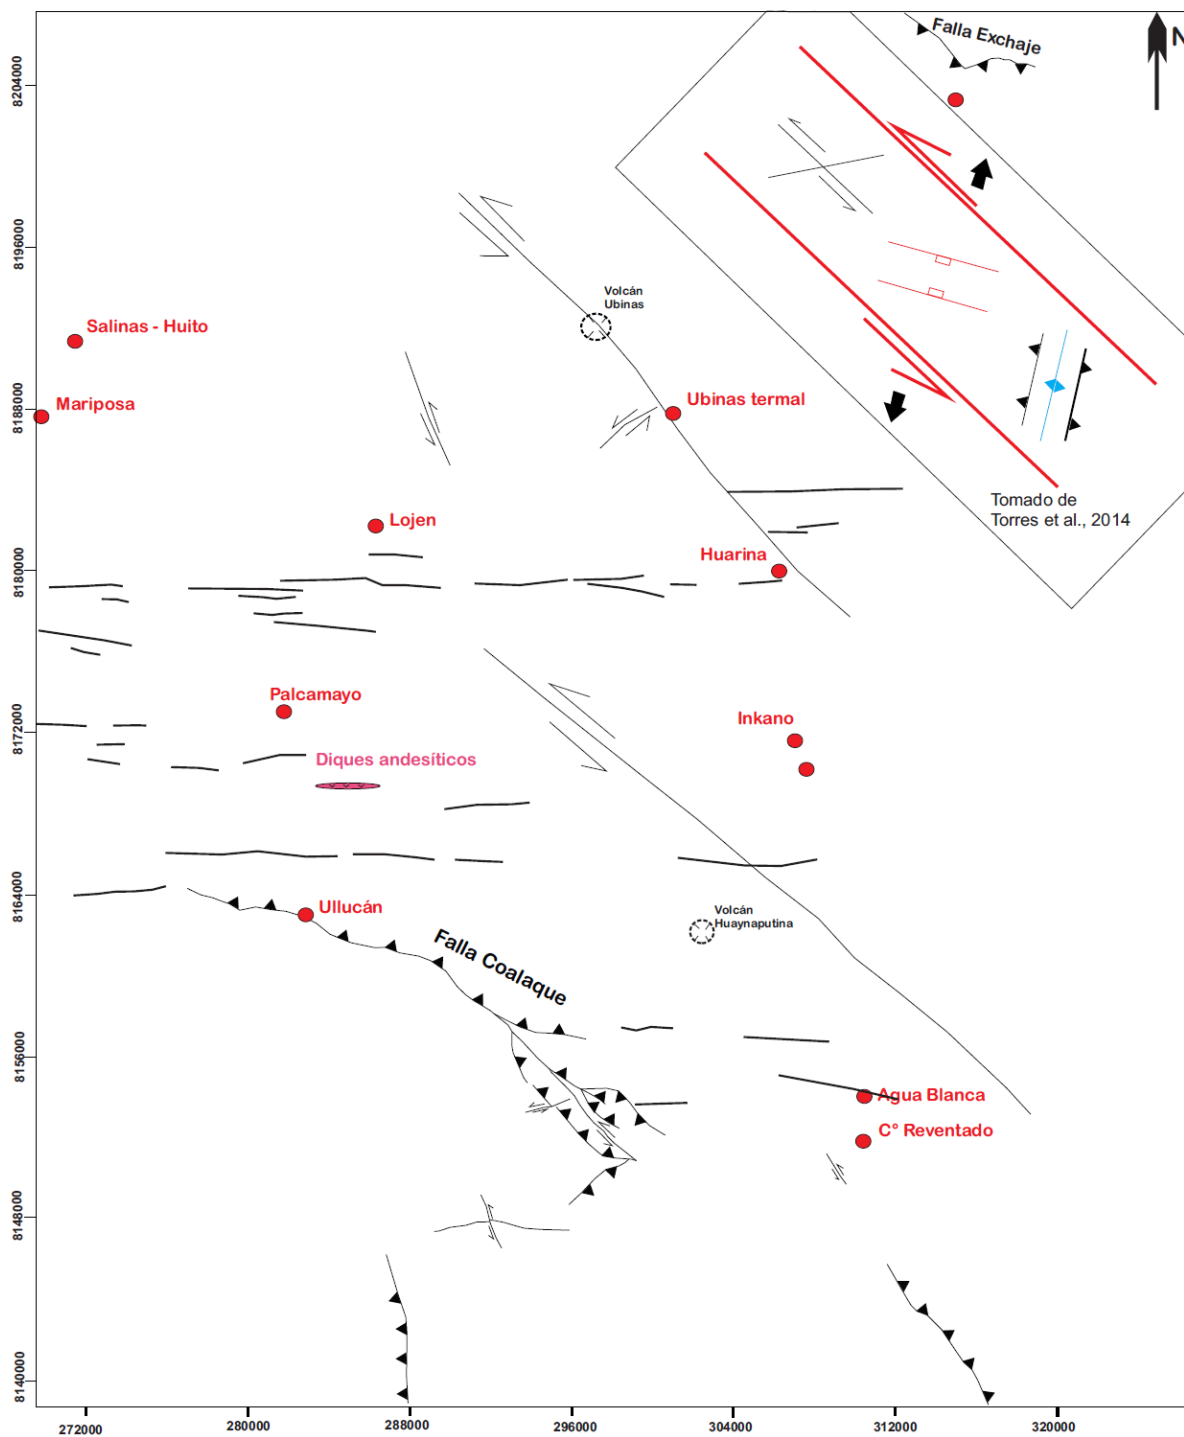 Falla Exchaje
N
8204000
8196000
Volcán
Ubinas
Salinas - Huito
8188000
Mariposa
Ubinas termal
Tomado de
Torres et al., 2014
Lojen
Huarina
8180000
Palcamayo
Inkano
8172000
Diques andesíticos
8164000
Ullucán
Volcán
Huaynaputina
Falla Coalaque
8156000
Agua Blanca
C° Reventado
8148000
8140000
272000
280000
288000
296000
304000
312000
320000